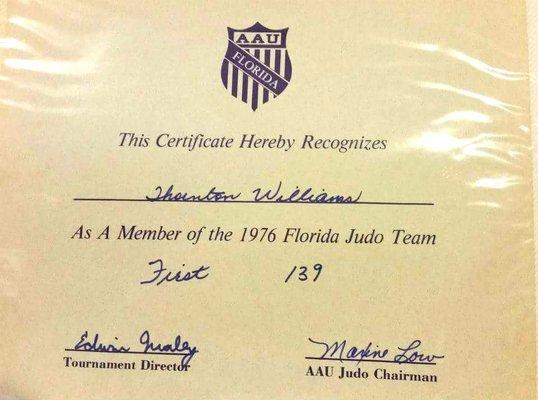 AAU
FLORIDA
This Certificate Hereby Recognizes
Thornton Williams
As A Member of the 1976 Florida Judo Team
First 139
Edwin
Maxine Low
Tournament Director
AAU Judo Chairman